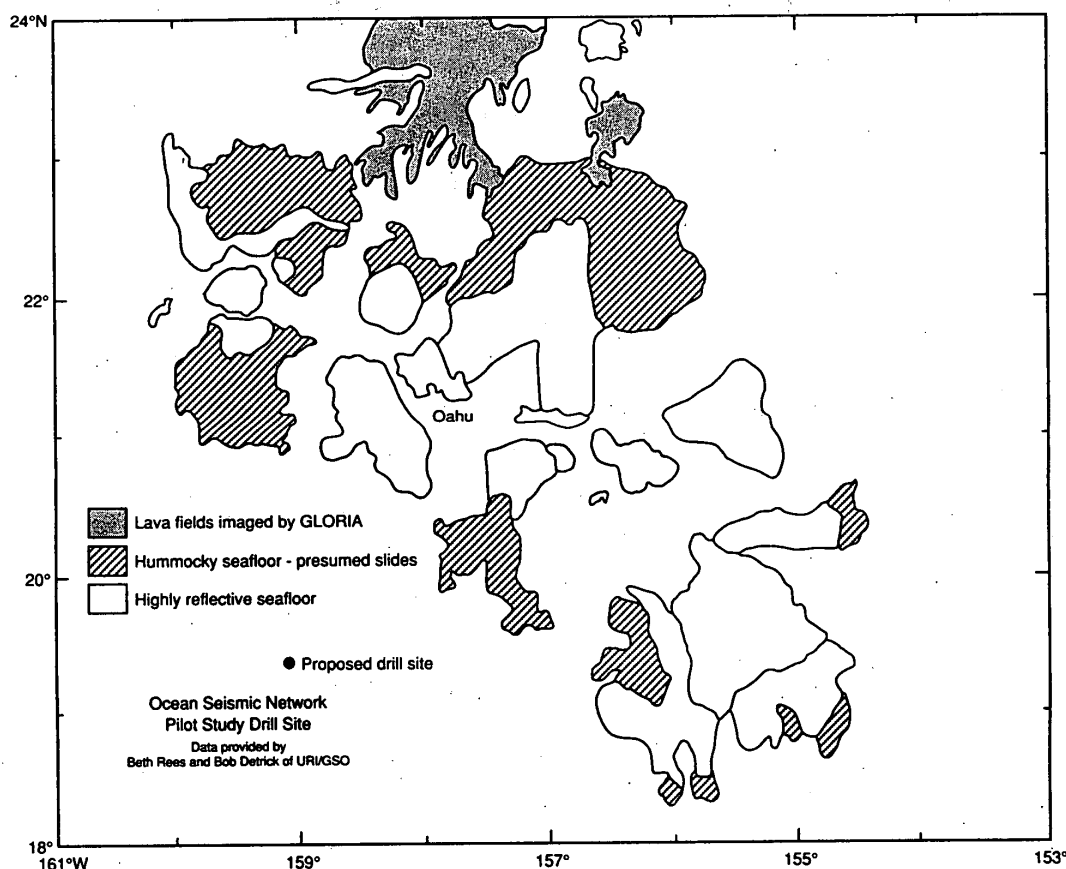 24°N
22°
20°
18°
161°W
159°
157°
155°
153°
Oahu
Lava fields imaged by GLORIA
Hummocky seafloor - presumed slides
Highly reflective seafloor
Proposed drill site
Ocean Seismic Network
Pilot Study Drill Site
Data provided by
Beth Rees and Bob Detrick of URI/GSO